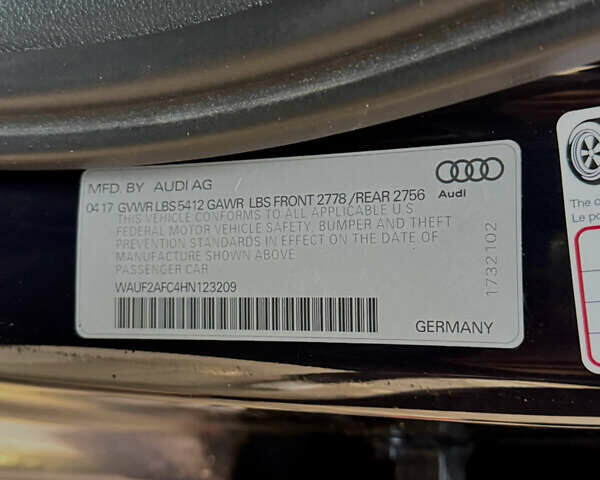 MFD. BY AUDI AG
Audi
04 17 GVWR LBS 5412 GAWR LBS FRONT 2778 /REAR 2756
THIS VEHICLE CONFORMS TO ALL APPLICABLE U S
FEDERAL MOTOR VEHICLE SAFETY, BUMPER AND THEFT
PREVENTION STANDARDS IN EFFECT ON THE DATE OF
MANUFACTURE SHOWN ABOVE
PASSENGER CAR
WAUF2AFC4HN123209
GERMANY
1732102
The
Le